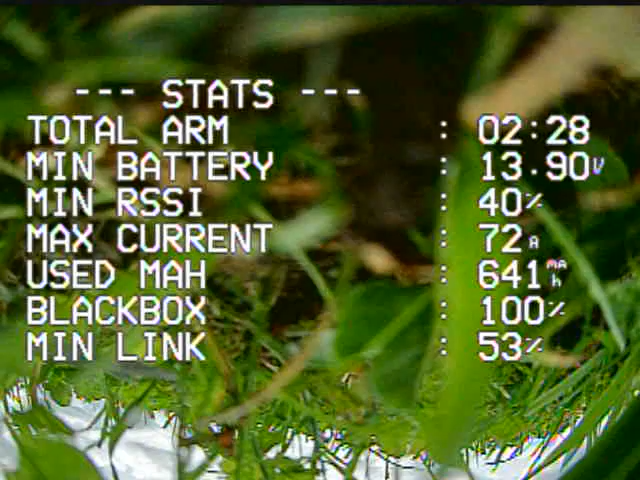 --- STATS ---
TOTAL ARM : 02:28
MIN BATTERY : 13.90V
MIN RSSI : 40%
MAX CURRENT : 72A
USED MAH : 641mAh
BLACKBOX : 100%
MIN LINK : 53%